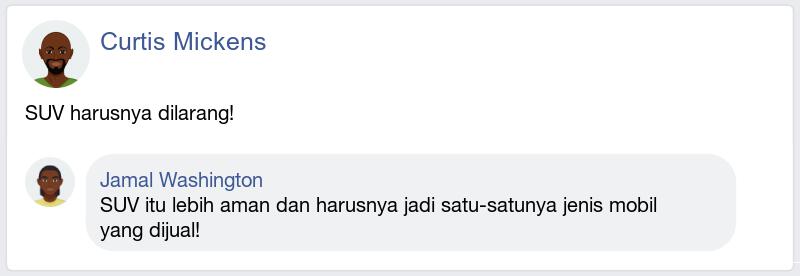 Curtis Mickens
SUV harusnya dilarang!
Jamal Washington
SUV itu lebih aman dan harusnya jadi satu-satunya jenis mobil
yang dijual!